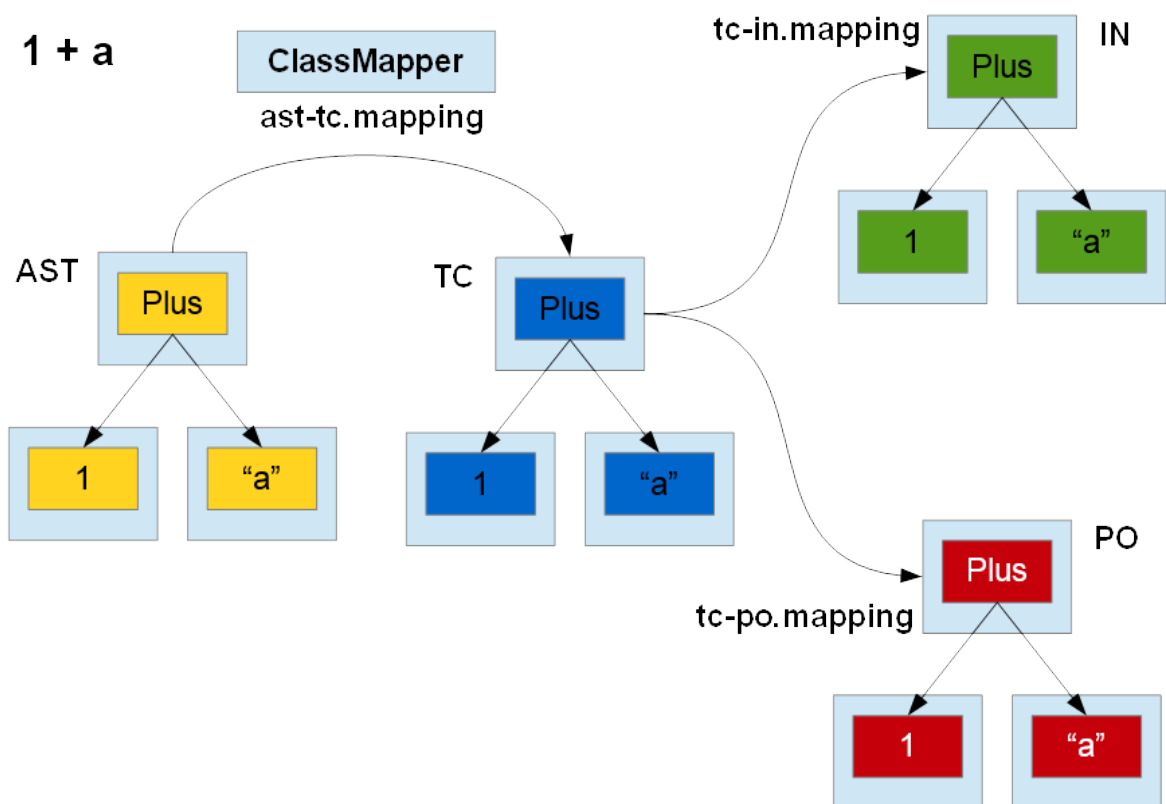 1 + a
ClassMapper
ast-tc.mapping
tc-in.mapping
IN
Plus
1
“a”
AST
Plus
1
“a”
TC
Plus
1
“a”
PO
Plus
tc-po.mapping
1
“a”